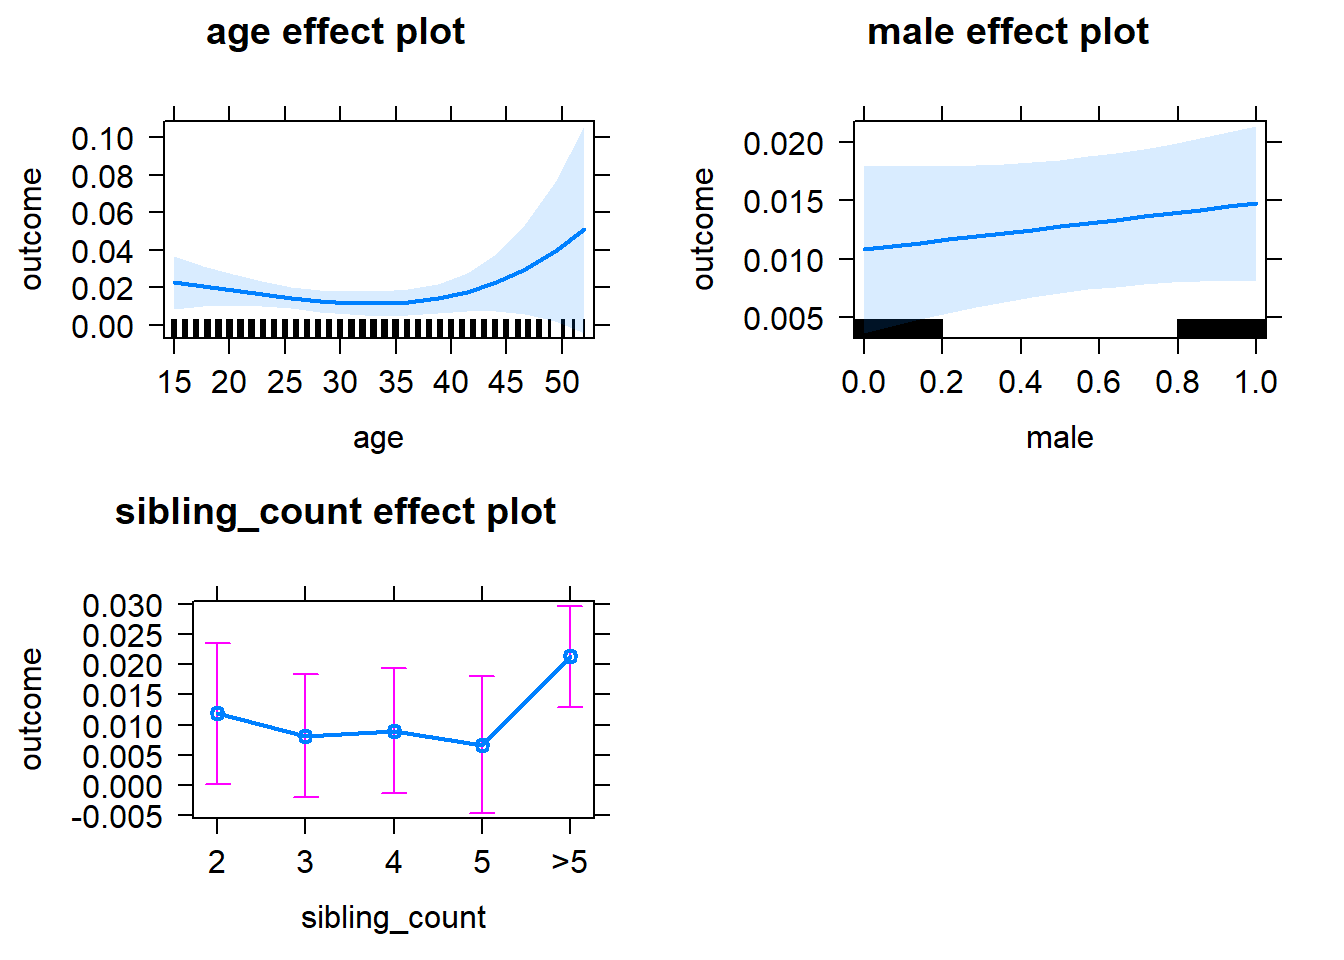 age effect plot
outcome
0.10
0.08
0.06
0.04
0.02
0.00
15 20 25 30 35 40 45 50
age
male effect plot
outcome
0.020
0.015
0.010
0.005
0.0 0.2 0.4 0.6 0.8 1.0
male
sibling_count effect plot
outcome
0.030
0.025
0.020
0.015
0.010
0.005
0.000
-0.005
2 3 4 5 >5
sibling_count